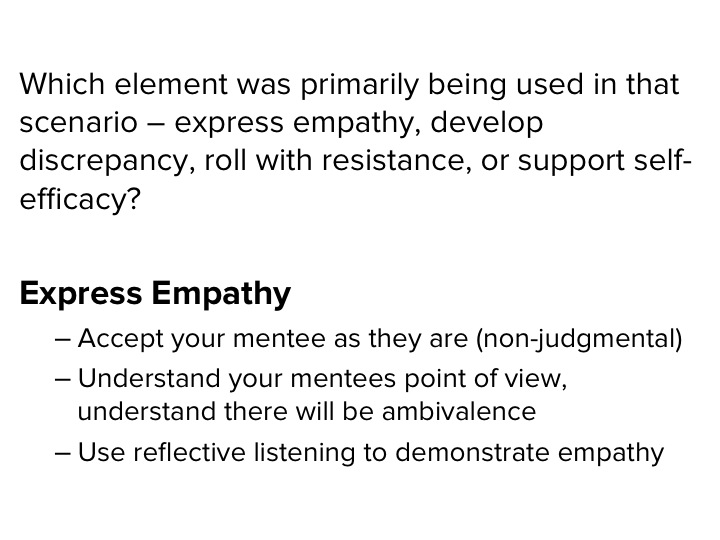 Which element was primarily being used in that
scenario – express empathy, develop
discrepancy, roll with resistance, or support self-
efficacy?
Express Empathy
– Accept your mentee as they are (non-judgmental)
– Understand your mentees point of view,
understand there will be ambivalence
– Use reflective listening to demonstrate empathy